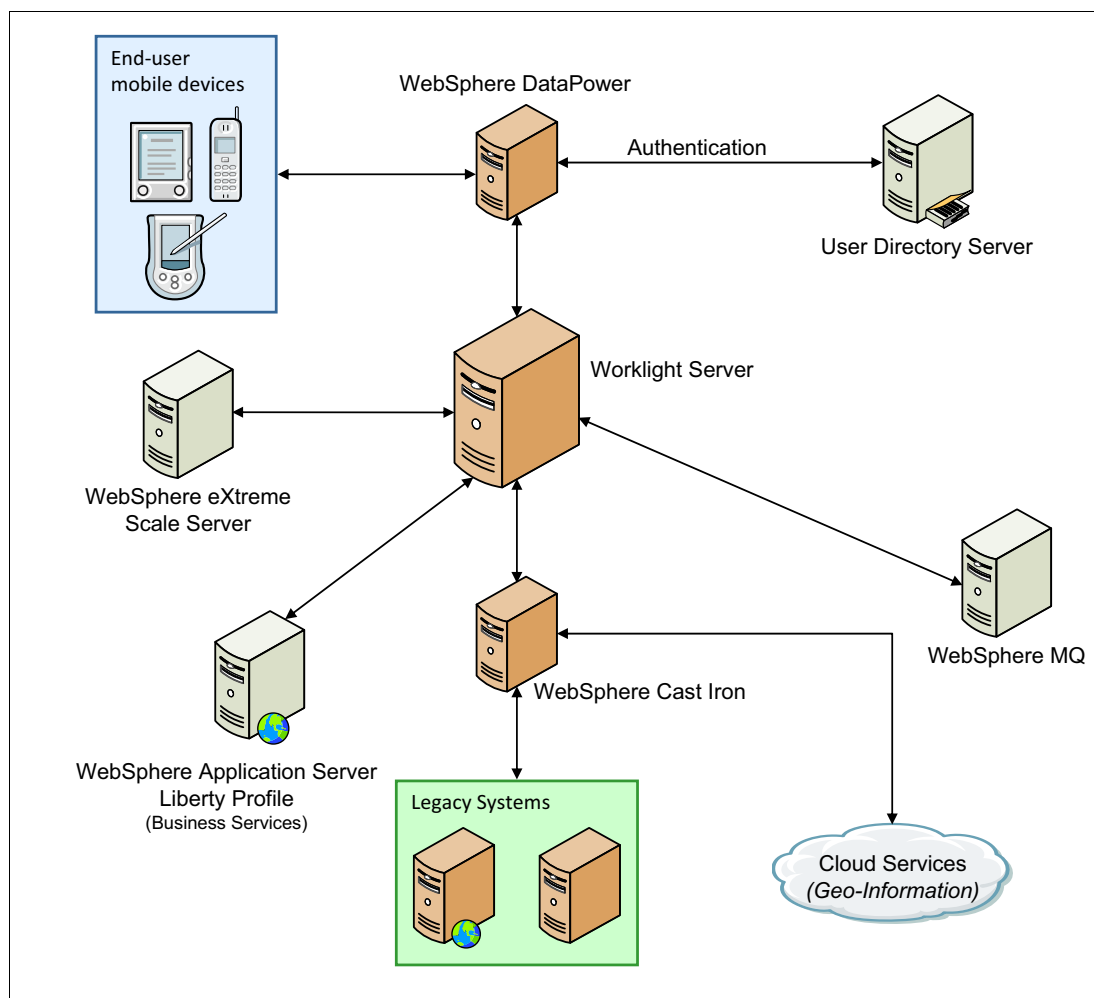 End-user
mobile devices
WebSphere DataPower
Authentication
User Directory Server
Worklight Server
WebSphere eXtreme
Scale Server
WebSphere MQ
WebSphere Cast Iron
WebSphere Application Server
Liberty Profile
(Business Services)
Legacy Systems
Cloud Services
(Geo-Information)